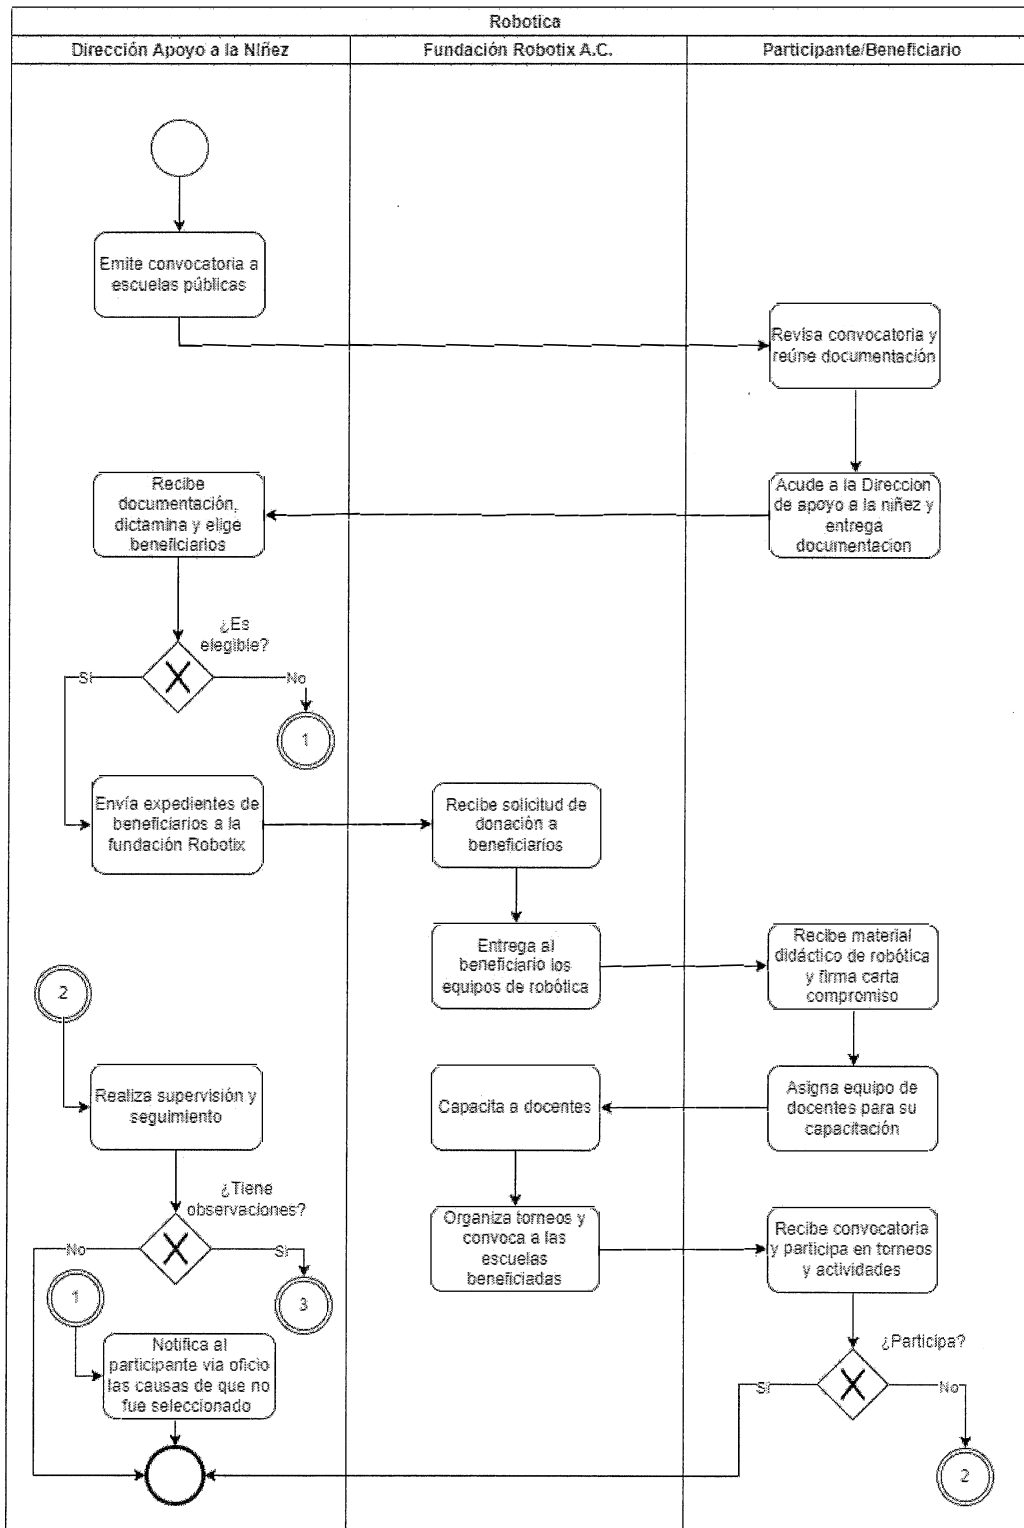 Robotica
Dirección Apoyo a la Niñez
Fundación Robotix A.C.
Participante/Beneficiario
Emite convocatoria a
escuelas públicas
Revisa convocatoria y
reúne documentación
Acude a la Direccion
de apoyo a la niñez y
entrega
documentacion
Recibe
documentación,
dictamina y elige
beneficiarios
¿Es
elegible?
Si
No
1
Envía expedientes de
beneficiarios a la
fundación Robotix
Recibe solicitud de
donación a
beneficiarios
Entrega al
beneficiario los
equipos de robótica
Recibe material
didáctico de robótica
y firma carta
compromiso
2
Realiza supervisión y
seguimiento
Capacita a docentes
Asigna equipo de
docentes para su
capacitación
¿Tiene
observaciones?
No
Si
1
3
Organiza torneos y
convoca a las
escuelas
beneficiadas
Recibe convocatoria
y participa en torneos
y actividades
¿Participa?
Si
No
2
Notifica al
participante via oficio
las causas de que no
fue seleccionado